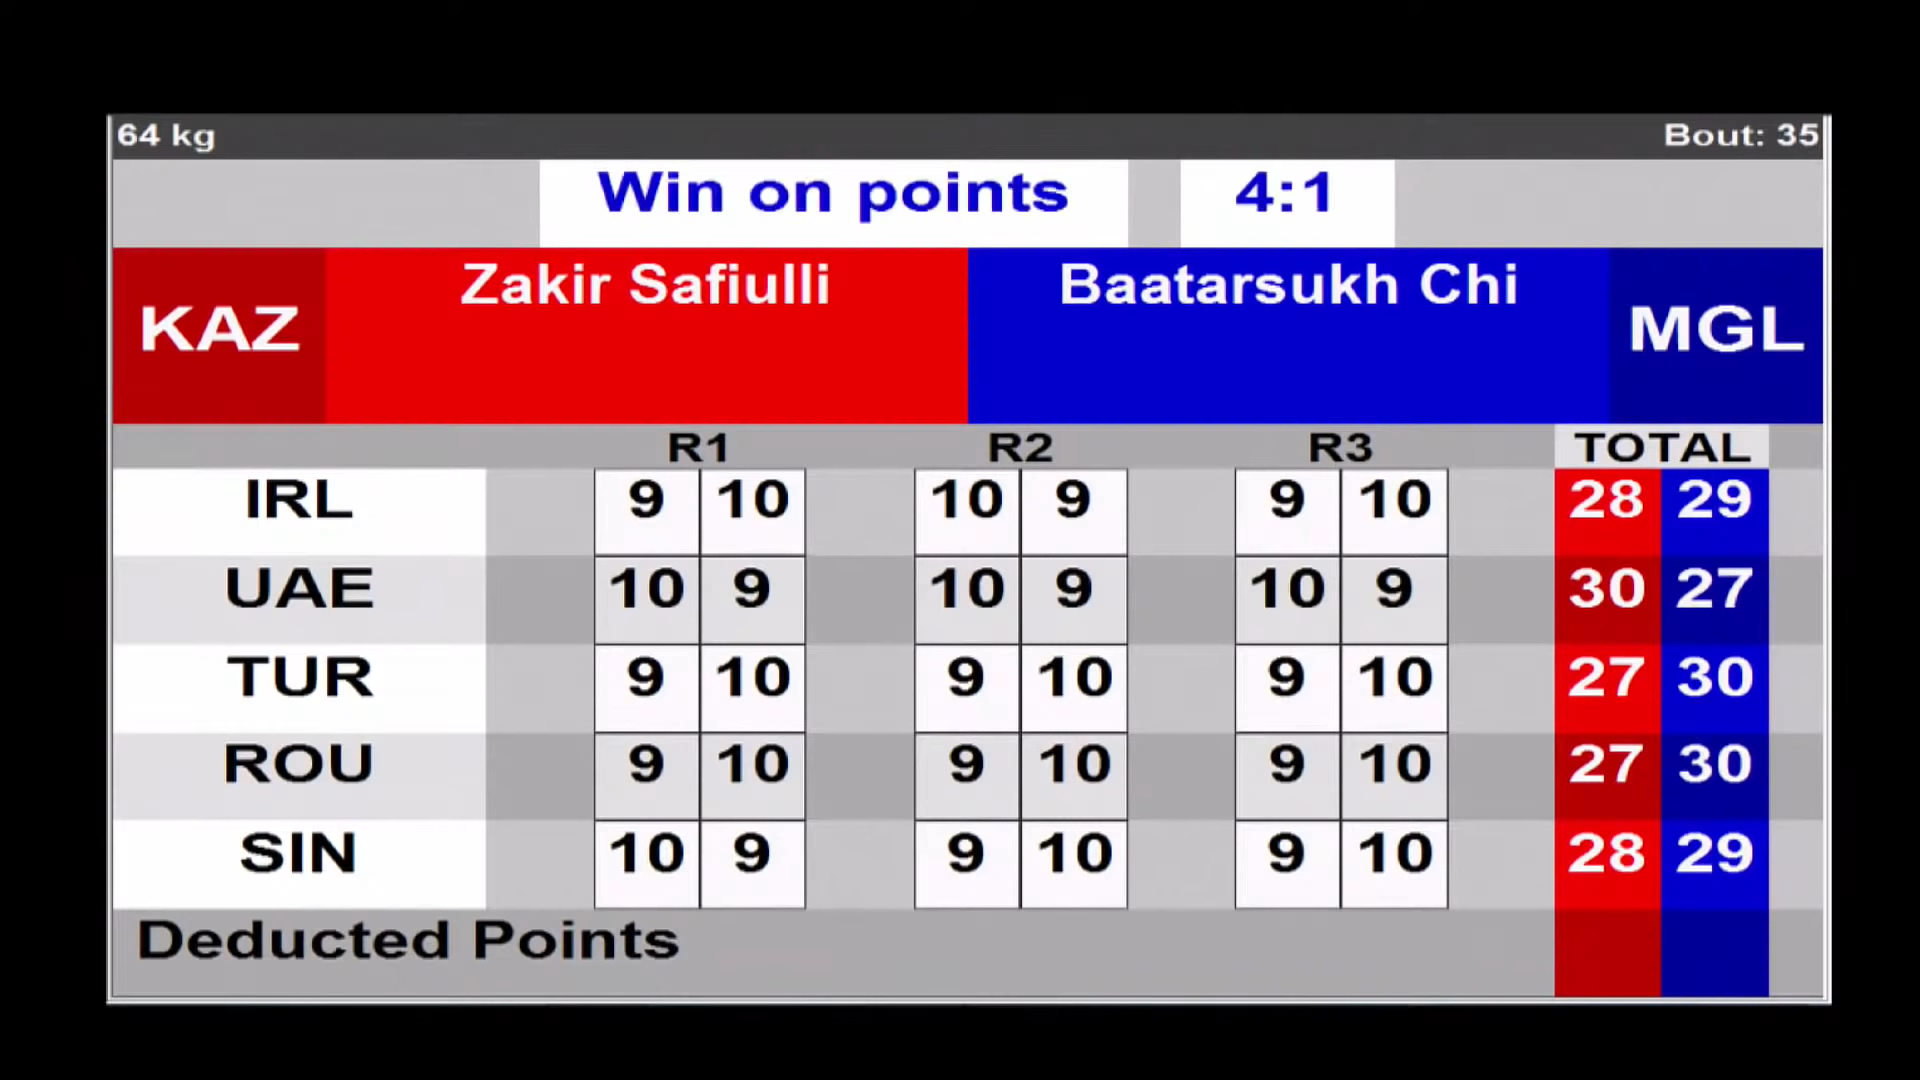 64 kg Bout: 35
Win on points 4:1
KAZ Zakir Safiulli Baatarsukh Chi MGL
R1 R2 R3 TOTAL
IRL 9 10 10 9 9 10 28 29
UAE 10 9 10 9 10 9 30 27
TUR 9 10 9 10 9 10 27 30
ROU 9 10 9 10 9 10 27 30
SIN 10 9 9 10 9 10 28 29
Deducted Points